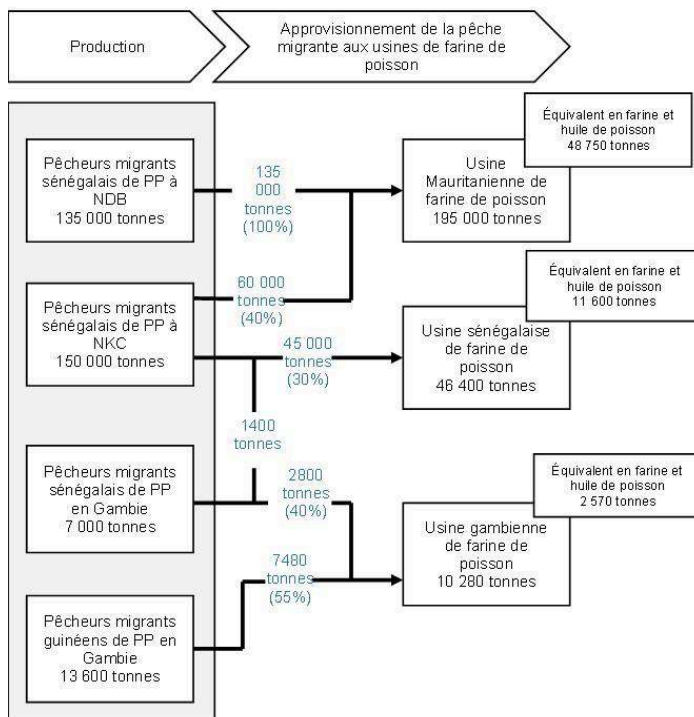 Production
Approvisionnement de la pêche
migrante aux usines de farine de
poisson
Pêcheurs migrants
sénégalais de PP à
NDB
135 000 tonnes
135
000
tonnes
(100%)
Usine
Mauritanienne de
farine de poisson
195 000 tonnes
Équivalent en farine et
huile de poisson
48 750 tonnes
Pêcheurs migrants
sénégalais de PP à
NKC
150 000 tonnes
60 000
tonnes
(40%)
45 000
tonnes
(30%)
Usine sénégalaise
de farine de
poisson
46 400 tonnes
Équivalent en farine et
huile de poisson
11 600 tonnes
1400
tonnes
Pêcheurs migrants
sénégalais de PP
en Gambie
7 000 tonnes
2800
tonnes
(40%)
Usine gambienne
de farine de
poisson
10 280 tonnes
Équivalent en farine et
huile de poisson
2 570 tonnes
7480
tonnes
(55%)
Pêcheurs migrants
guinéens de PP en
Gambie
13 600 tonnes